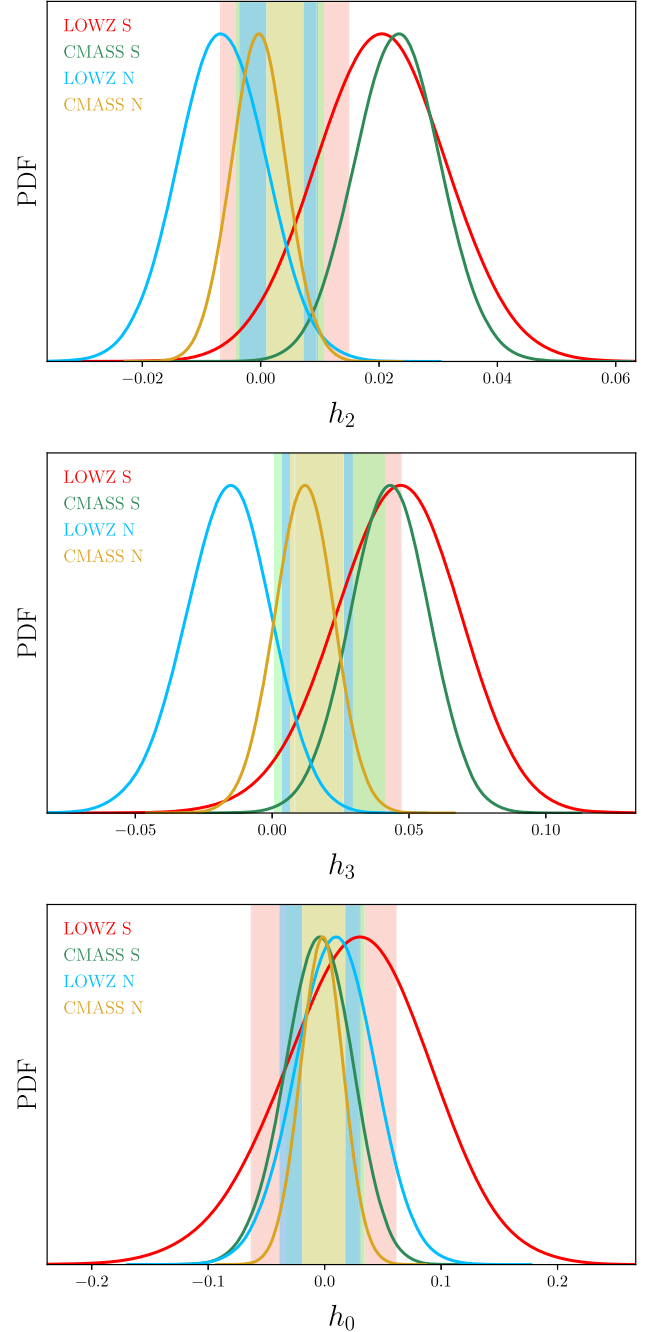 LOWZ S
CMASS S
LOWZ N
CMASS N
PDF
−0.02 0.00 0.02 0.04 0.06
h₂
LOWZ S
CMASS S
LOWZ N
CMASS N
PDF
−0.05 0.00 0.05 0.10
h₃
LOWZ S
CMASS S
LOWZ N
CMASS N
PDF
−0.2 −0.1 0.0 0.1 0.2
h₀